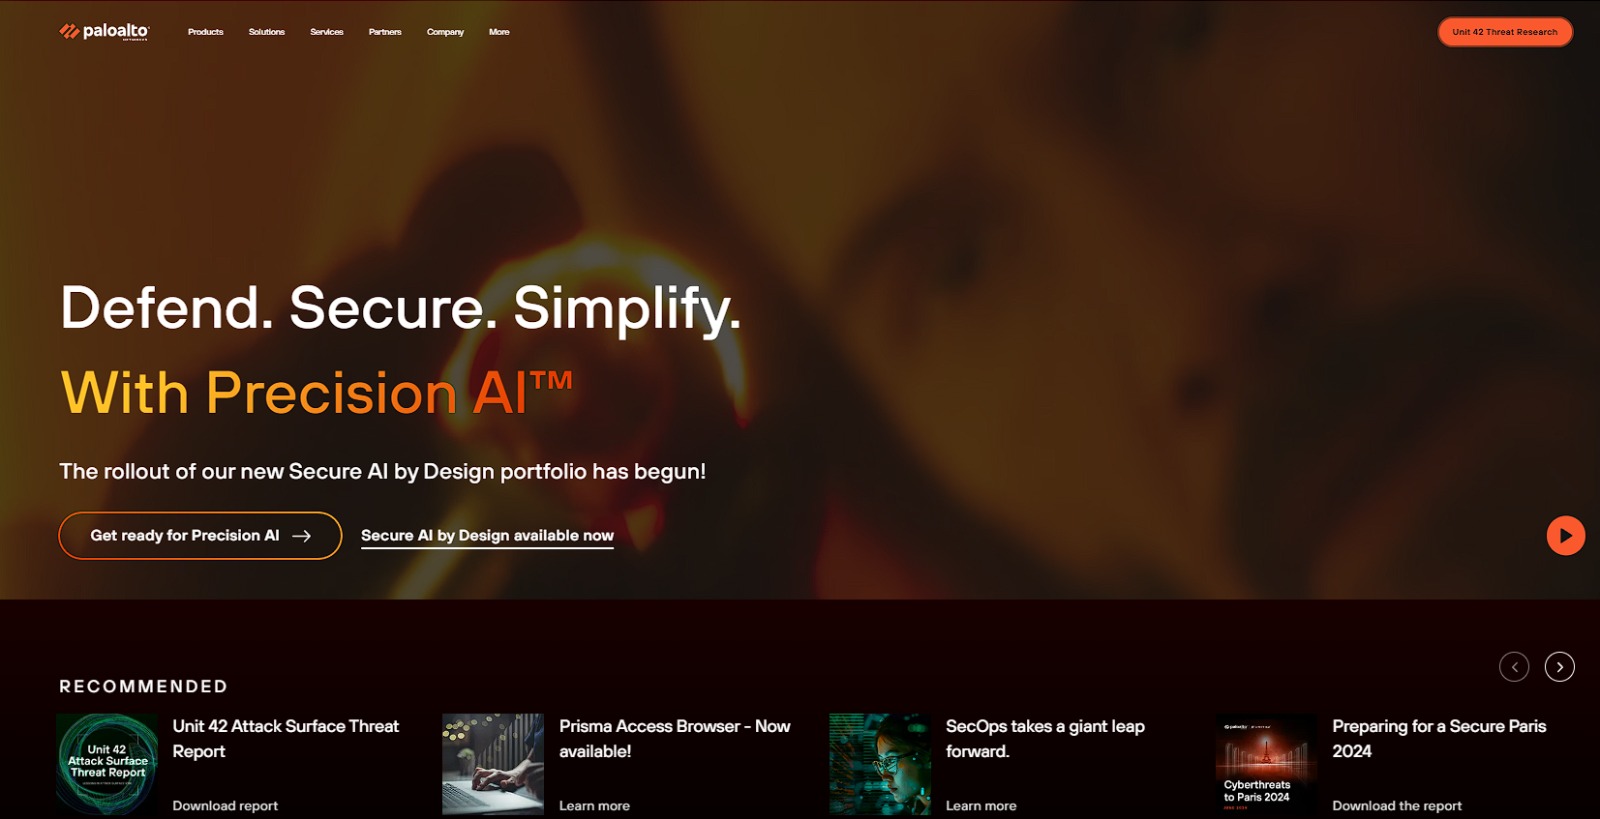 paloalto
Products
Solutions
Services
Partners
Company
More
Unit 42 Threat Research
Defend. Secure. Simplify.
With Precision AI™
The rollout of our new Secure AI by Design portfolio has begun!
Get ready for Precision AI →
Secure AI by Design available now
RECOMMENDED
Unit 42
Attack Surface
Threat Report
Unit 42 Attack Surface Threat
Report
Download report
Prisma Access Browser - Now
available!
Learn more
SecOps takes a giant leap
forward.
Learn more
paloalto
Cyberthreats
to Paris 2024
Preparing for a Secure Paris
2024
Download the report